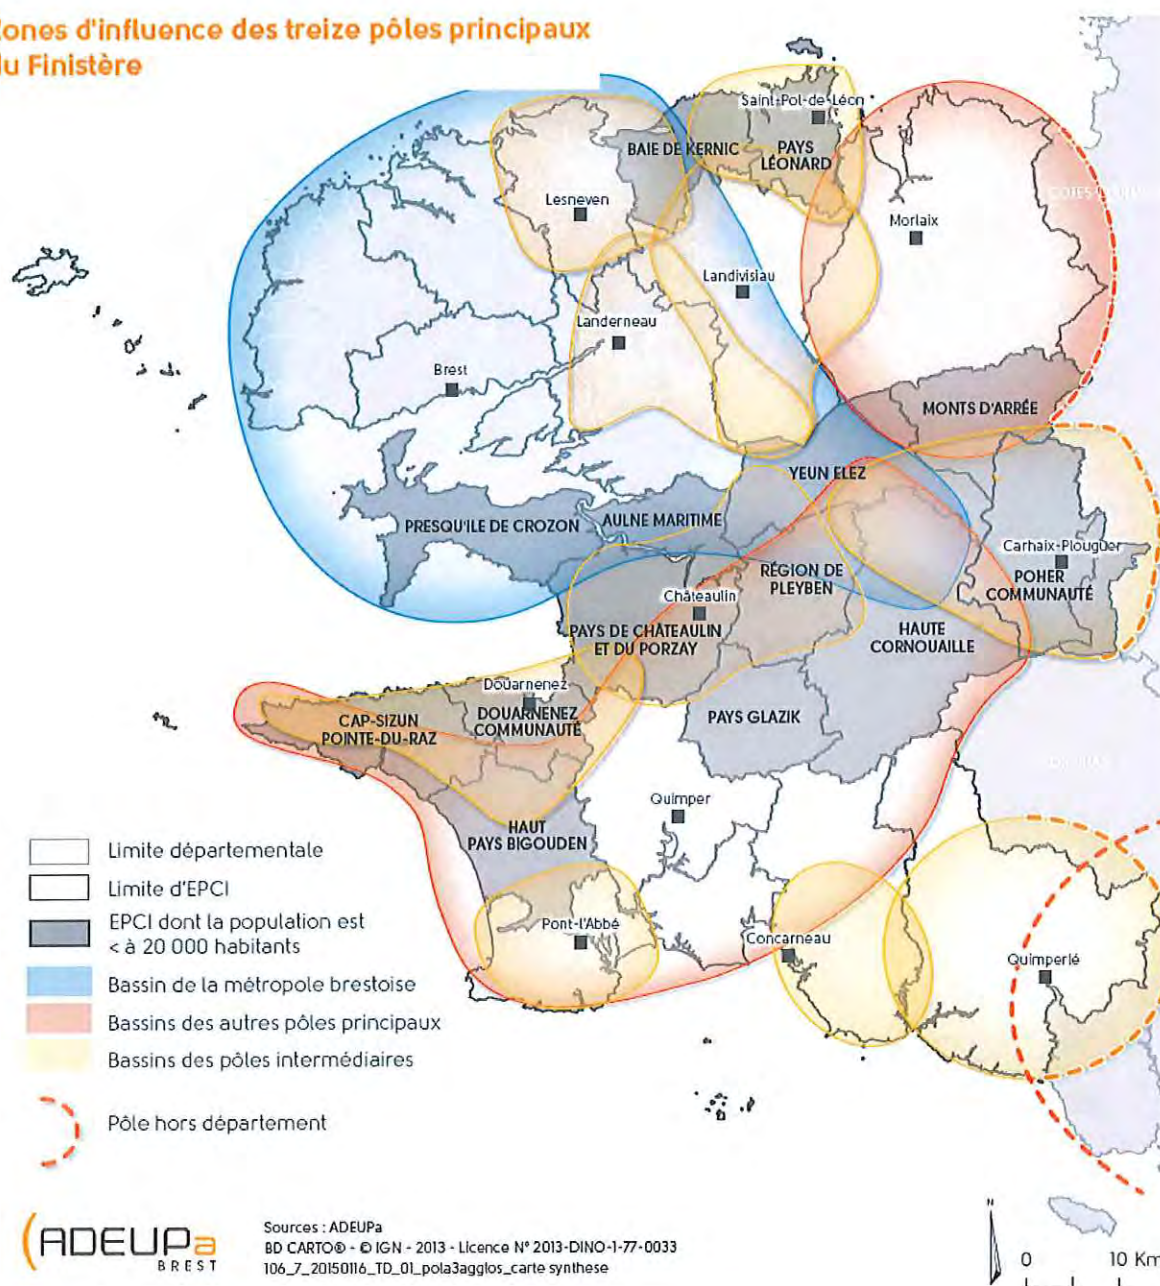 ones d'influence des treize pôles principaux
du Finistère
Saint-Pol-de-Léon
BAIE DE KERNIC
PAYS
LÉONARD
Lesneven
Morlaix
Landivisiau
Landerneau
Brest
MONTS D'ARRÉE
YEUN ELEZ
PRESQU'ILE DE CROZON
AULNE MARITIME
Carhaix-Plouguer
POHER
COMMUNAUTÉ
RÉGION DE
PLEYBEN
Châteaulin
PAYS DE CHÂTEAULIN
ET DU PORZAY
HAUTE
CORNOUAILLE
Douarnenez
DOUARNENEZ
COMMUNAUTÉ
CAP-SIZUN
POINTE-DU-RAZ
PAYS GLAZIK
Quimper
HAUT
PAYS BIGOUDEN
Pont-l'Abbé
Concarneau
Quimperlé
Limite départementale
Limite d'EPCI
EPCI dont la population est
< à 20 000 habitants
Bassin de la métropole brestoise
Bassins des autres pôles principaux
Bassins des pôles intermédiaires
Pôle hors département
ADEUPa
BREST
Sources : ADEUPa
BD CARTO® - © IGN - 2013 - Licence N° 2013-DINO-1-77-0033
106_7_20150116_TD_01_pola3agglos_carte synthese
N
0 10 Km